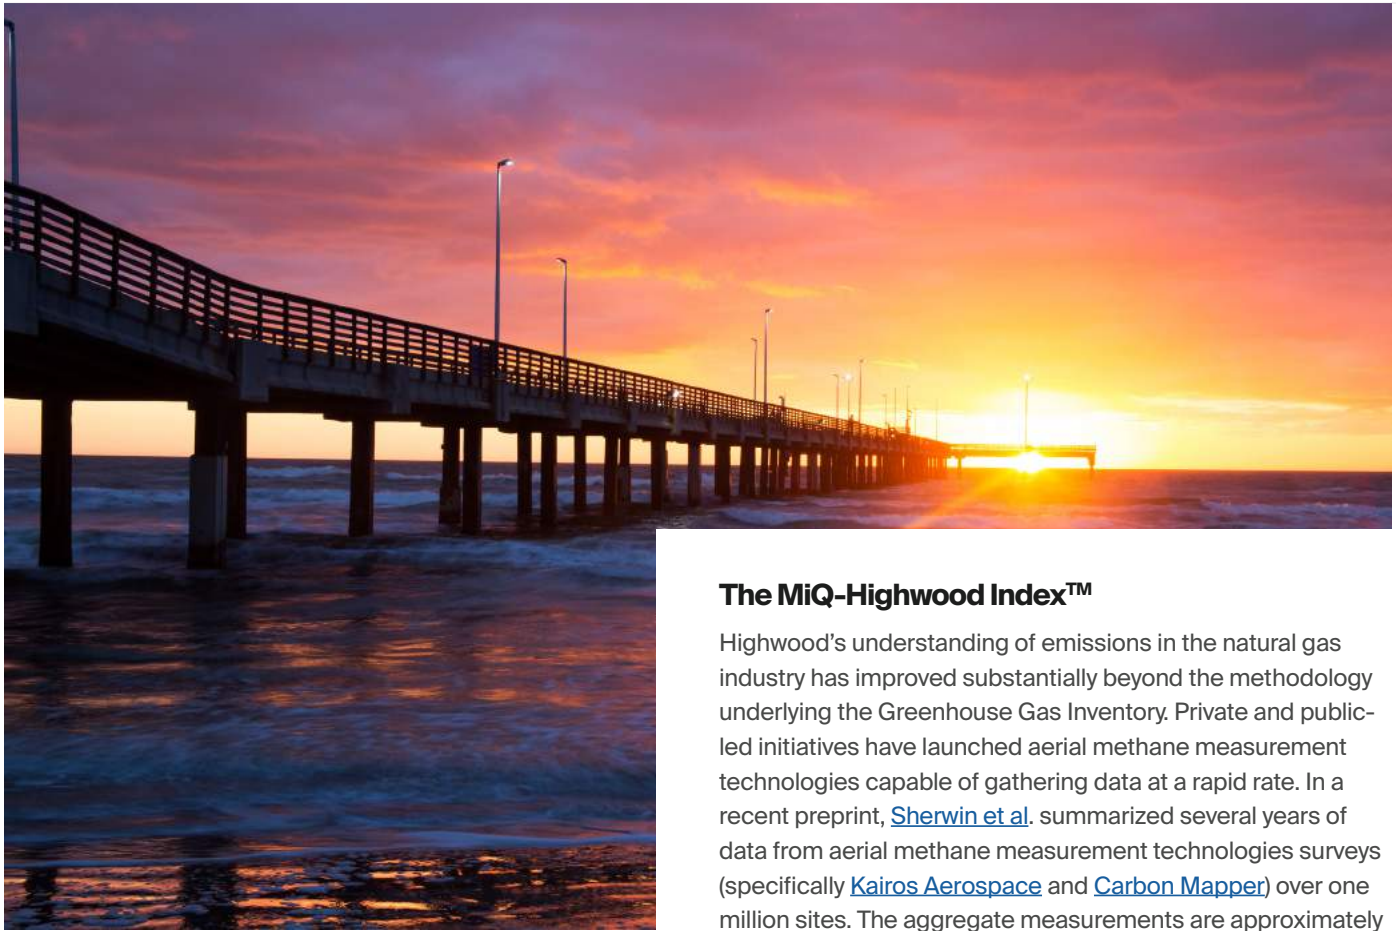 The MiQ-Highwood Index™
Highwood’s understanding of emissions in the natural gas
industry has improved substantially beyond the methodology
underlying the Greenhouse Gas Inventory. Private and public-
led initiatives have launched aerial methane measurement
technologies capable of gathering data at a rapid rate. In a
recent preprint, Sherwin et al. summarized several years of
data from aerial methane measurement technologies surveys
(specifically Kairos Aerospace and Carbon Mapper) over one
million sites. The aggregate measurements are approximately